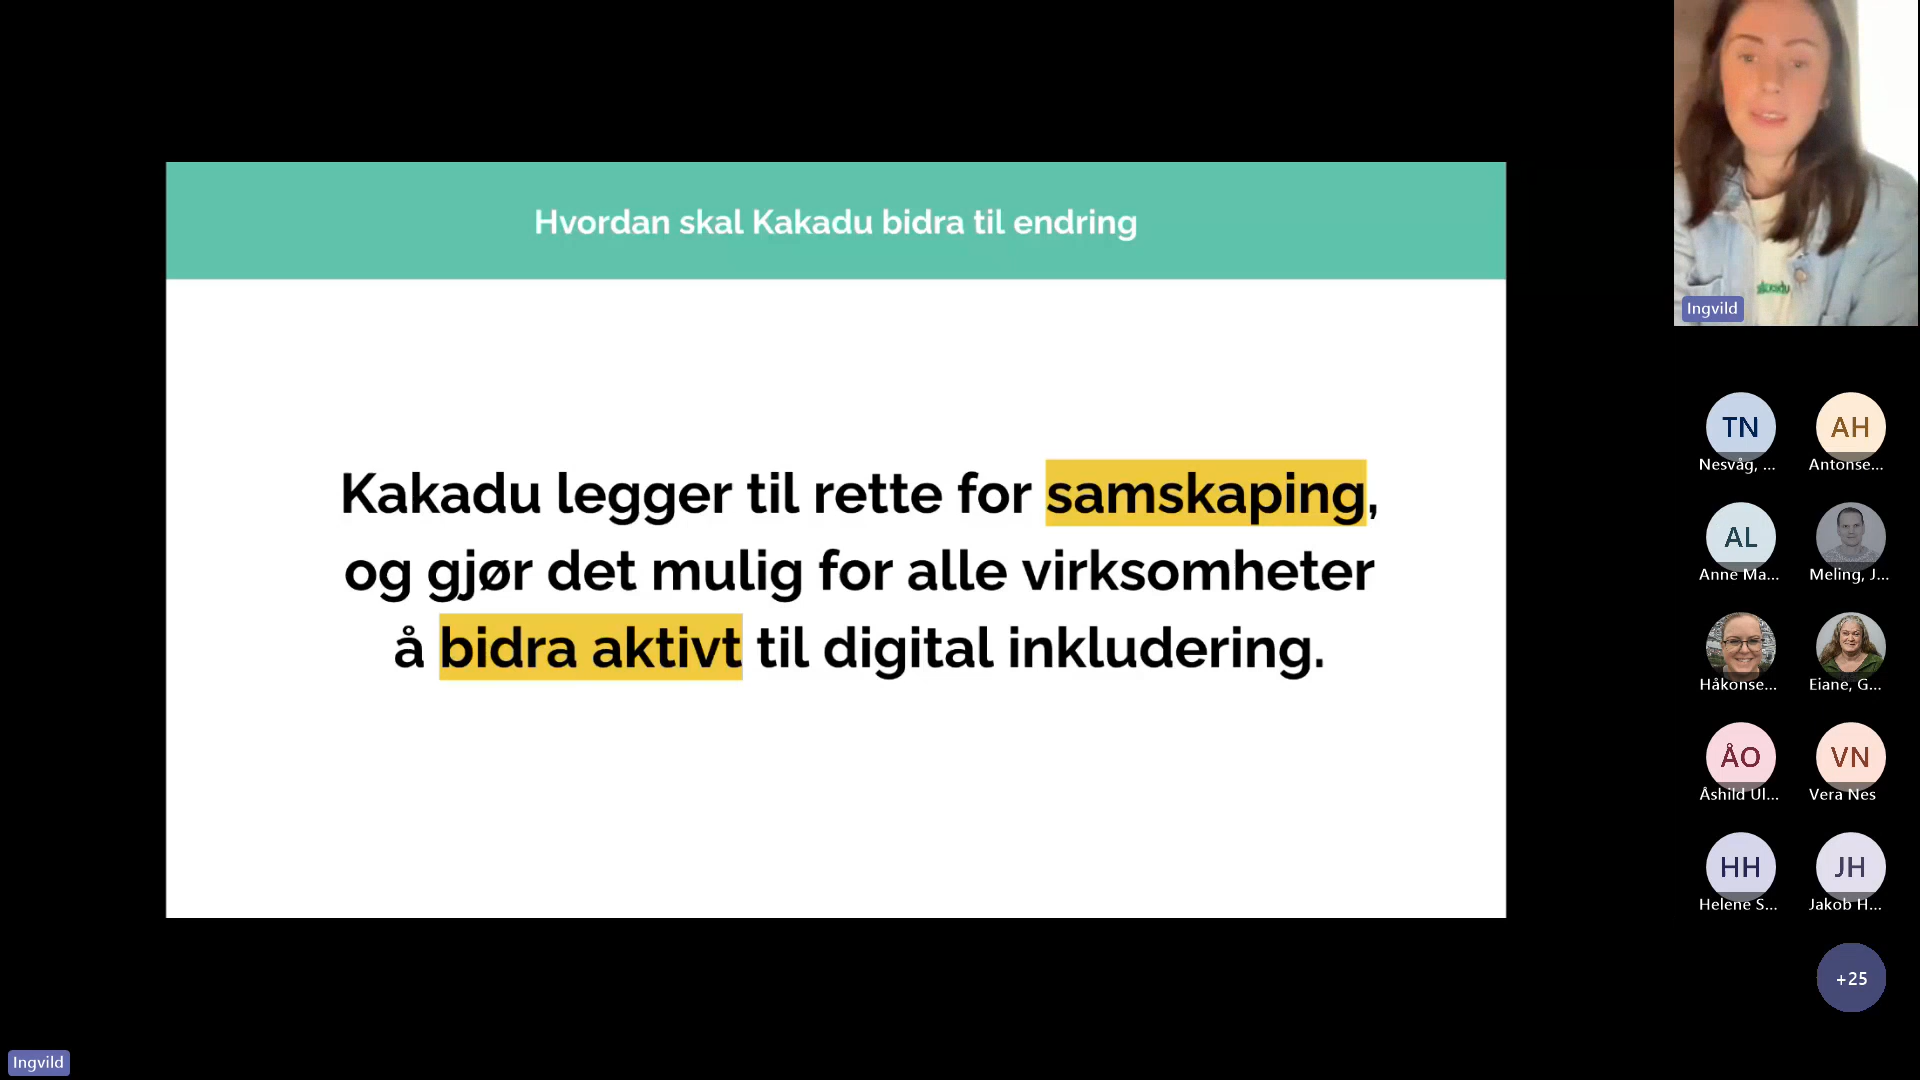 Hvordan skal Kakadu bidra til endring
Kakadu legger til rette for samskaping,
og gjør det mulig for alle virksomheter
å bidra aktivt til digital inkludering.
Ingvild
TN
Nesvåg, ...
AH
Antonse...
AL
Anne Ma...
Meling, J...
Håkonse...
Eiane, G...
ÅO
Åshild Ul...
VN
Vera Nes
HH
Helene S...
JH
Jakob H...
+25
Ingvild